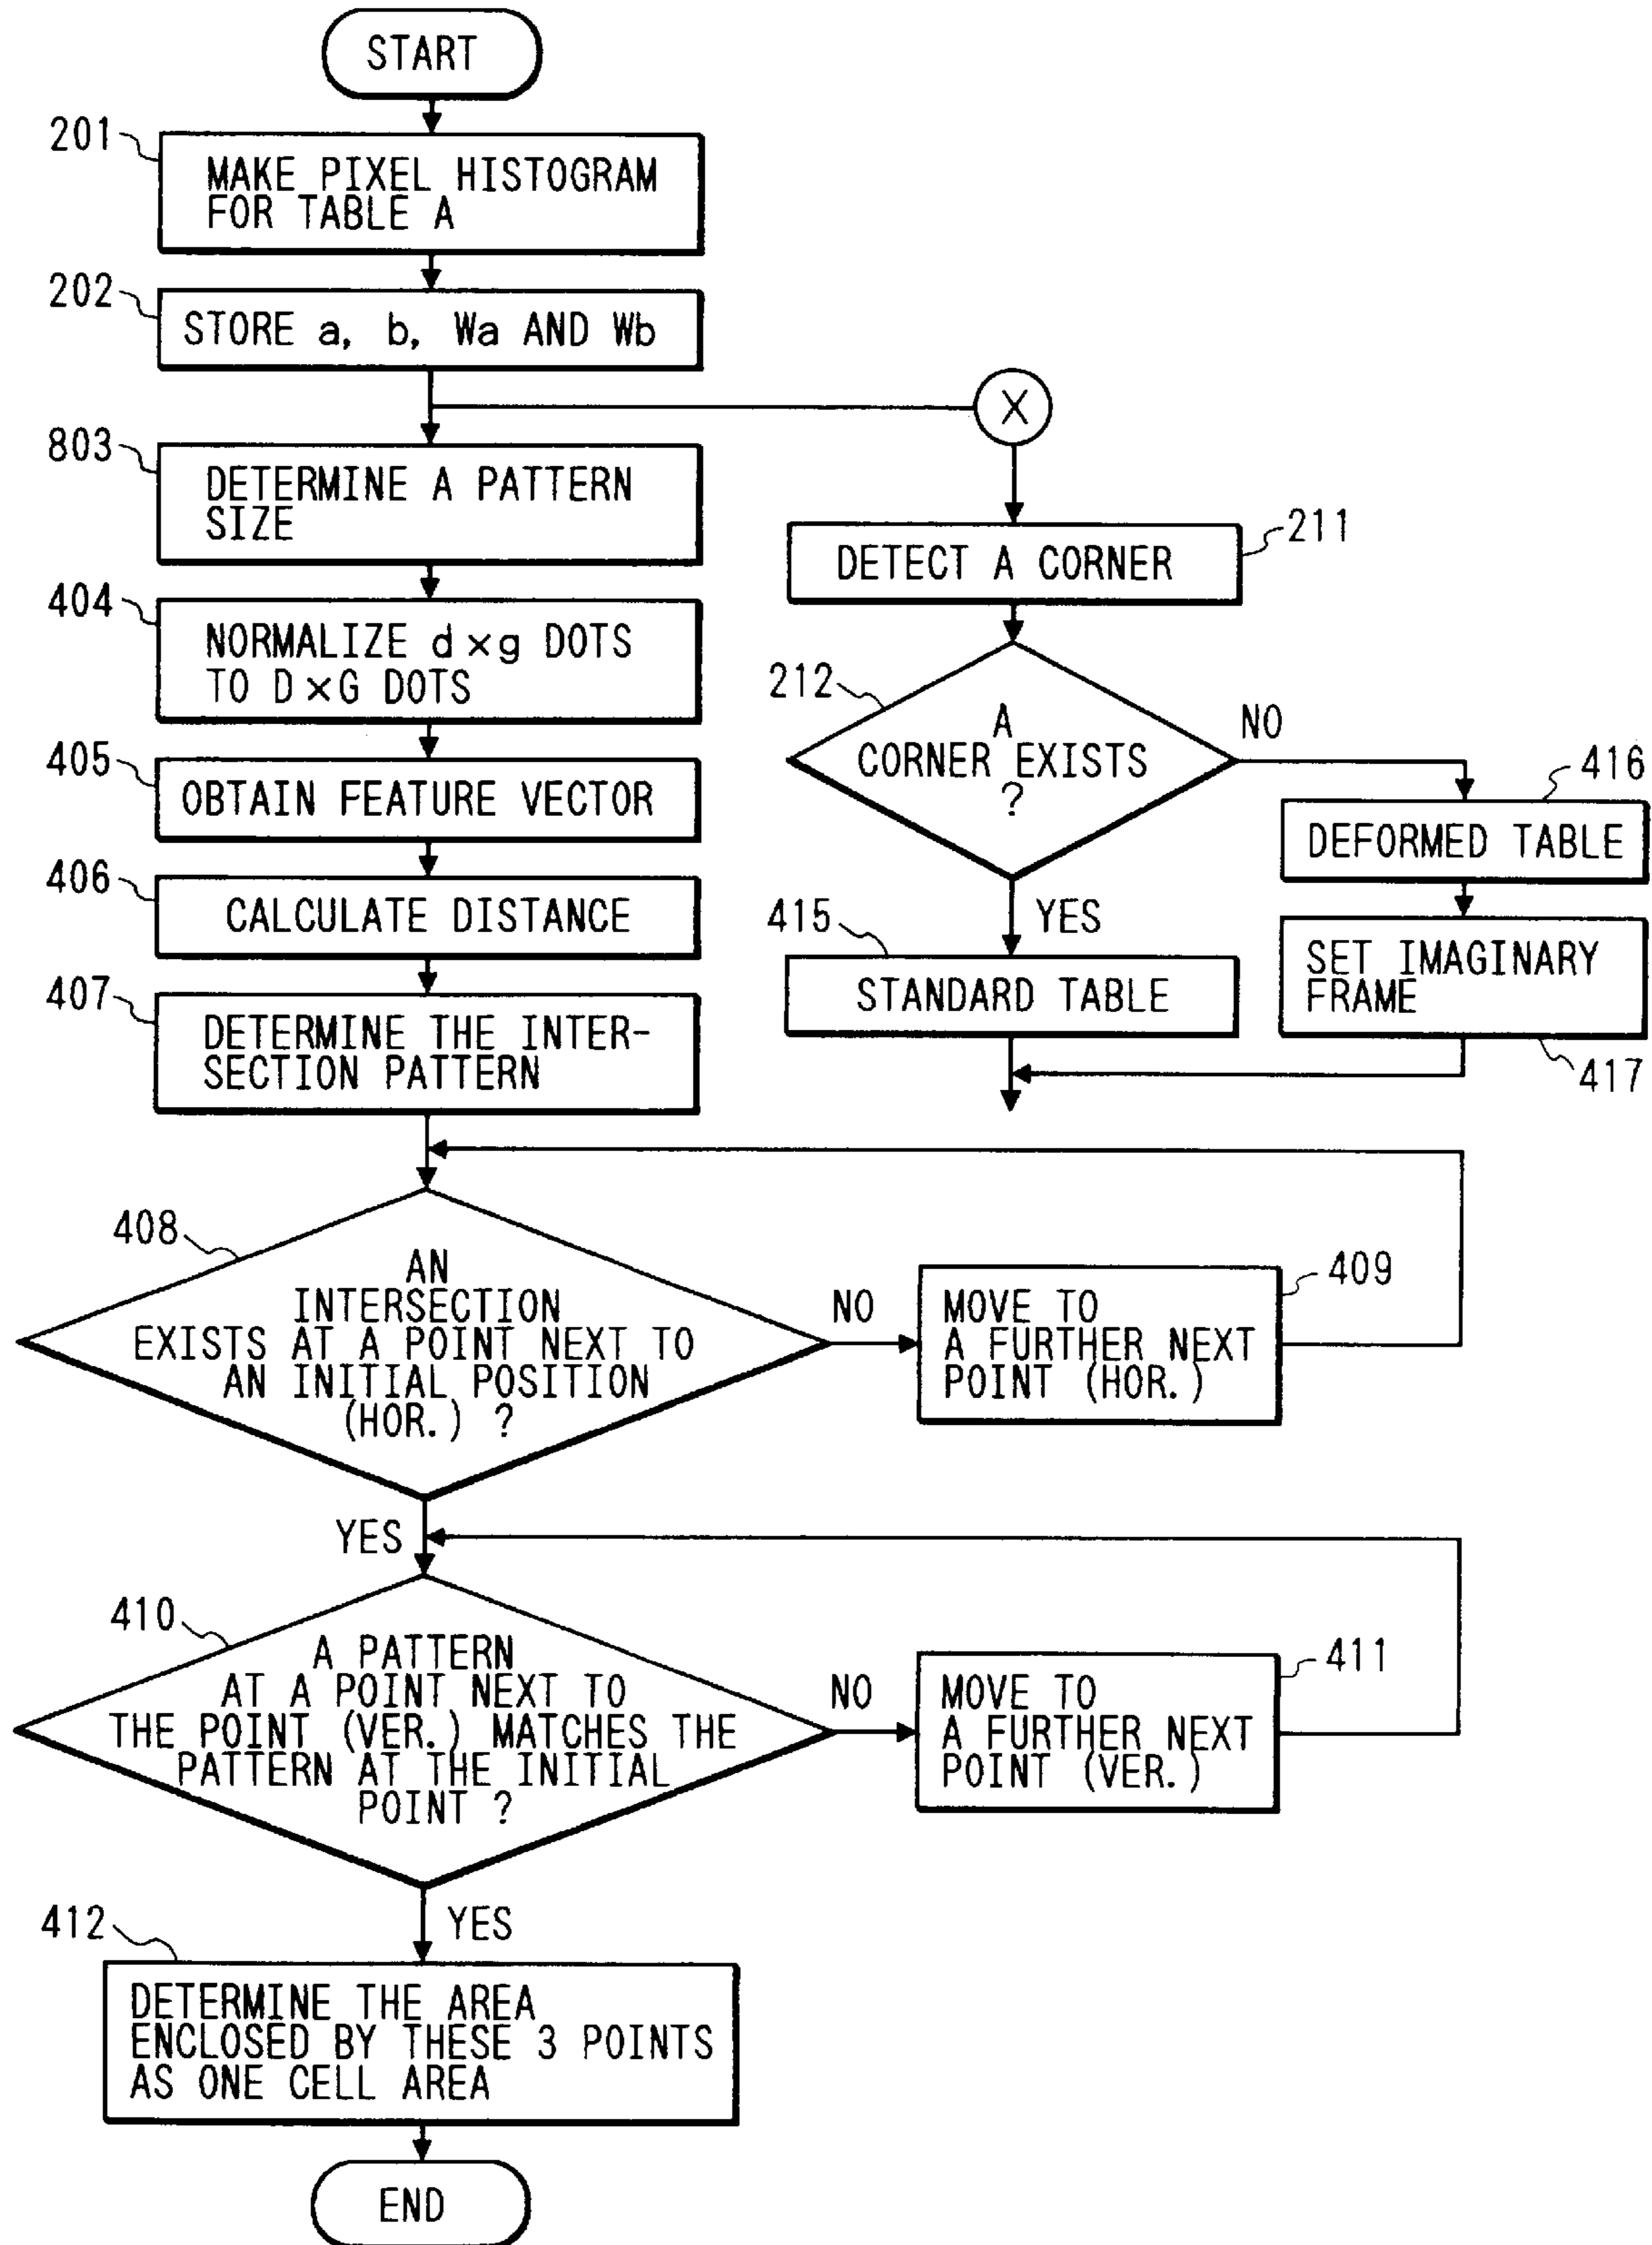 START
201
MAKE PIXEL HISTOGRAM
FOR TABLE A
202
STORE a, b, Wa AND Wb
X
803
DETERMINE A PATTERN
SIZE
211
DETECT A CORNER
404
NORMALIZE d×g DOTS
TO D×G DOTS
212
A
CORNER EXISTS
?
NO
405
OBTAIN FEATURE VECTOR
416
DEFORMED TABLE
406
CALCULATE DISTANCE
YES
415
STANDARD TABLE
SET IMAGINARY
FRAME
417
407
DETERMINE THE INTER-
SECTION PATTERN
408
AN
INTERSECTION
EXISTS AT A POINT NEXT TO
AN INITIAL POSITION
(HOR.) ?
NO
409
MOVE TO
A FURTHER NEXT
POINT (HOR.)
YES
410
A PATTERN
AT A POINT NEXT TO
THE POINT (VER.) MATCHES THE
PATTERN AT THE INITIAL
POINT ?
NO
411
MOVE TO
A FURTHER NEXT
POINT (VER.)
YES
412
DETERMINE THE AREA
ENCLOSED BY THESE 3 POINTS
AS ONE CELL AREA
END